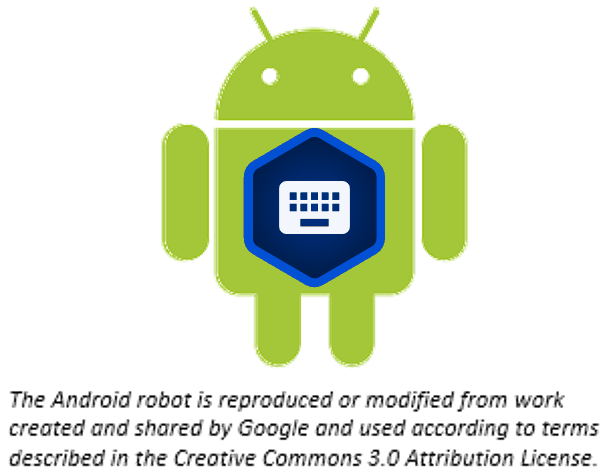 The Android robot is reproduced or modified from work
created and shared by Google and used according to terms
described in the Creative Commons 3.0 Attribution License.